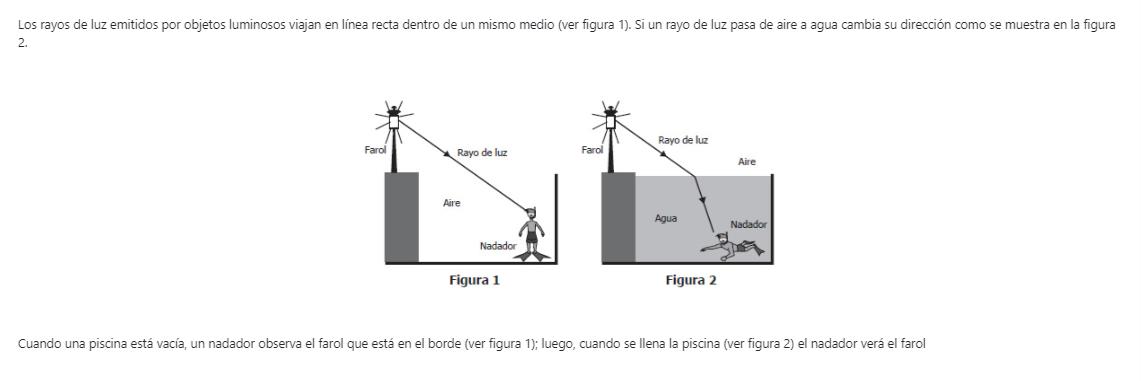 Los rayos de luz emitidos por objetos luminosos viajan en línea recta dentro de un mismo medio (ver figura 1). Si un rayo de luz pasa de aire a agua cambia su dirección como se muestra en la figura
2.
Farol
Rayo de luz
Aire
Nadador
Figura 1
Farol
Rayo de luz
Aire
Agua
Nadador
Figura 2
Cuando una piscina está vacía, un nadador observa el farol que está en el borde (ver figura 1); luego, cuando se llena la piscina (ver figura 2) el nadador verá el farol